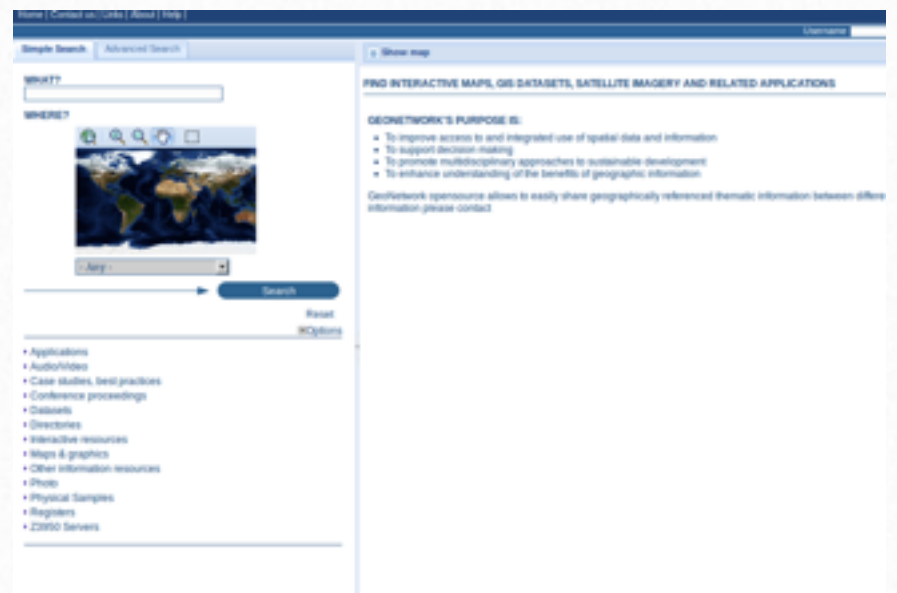 Home | Contact us | Links | About | Help |
Username
Simple Search Advanced Search
Show map
WHAT?
WHERE?
- Any -
Search
Reset
Options
Applications
Audio/Video
Case studies, best practices
Conference proceedings
Datasets
Directories
Interactive resources
Maps & graphics
Other information resources
Photo
Physical Samples
Registers
Z3950 Servers
FIND INTERACTIVE MAPS, GIS DATASETS, SATELLITE IMAGERY AND RELATED APPLICATIONS
GEONETWORK'S PURPOSE IS:
To improve access to and integrated use of spatial data and information
To support decision making
To promote multidisciplinary approaches to sustainable development
To enhance understanding of the benefits of geographic information
GeoNetwork opensource allows to easily share geographically referenced thematic information between differe
information please contact